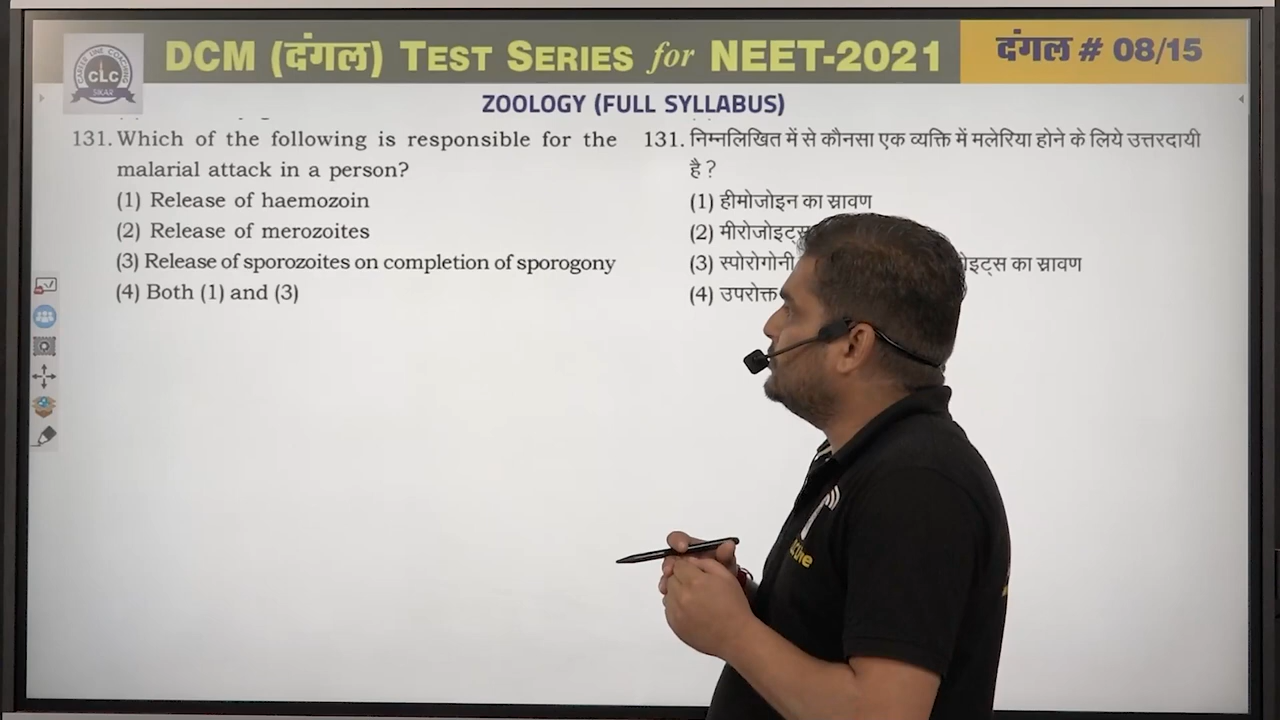 DCM (दंगल) TEST SERIES for NEET-2021
दंगल # 08/15
CLC
SIKAR
ZOOLOGY (FULL SYLLABUS)
131. Which of the following is responsible for the
malarial attack in a person?
(1) Release of haemozoin
(2) Release of merozoites
(3) Release of sporozoites on completion of sporogony
(4) Both (1) and (3)
131. निम्नलिखित में से कौनसा एक व्यक्ति में मलेरिया होने के लिये उत्तरदायी
है ?
(1) हीमोजोइन का स्रावण
(2) मीरोजोइट्स
(3) स्पोरोगोनी इट्स का स्रावण
(4) उपरोक्त